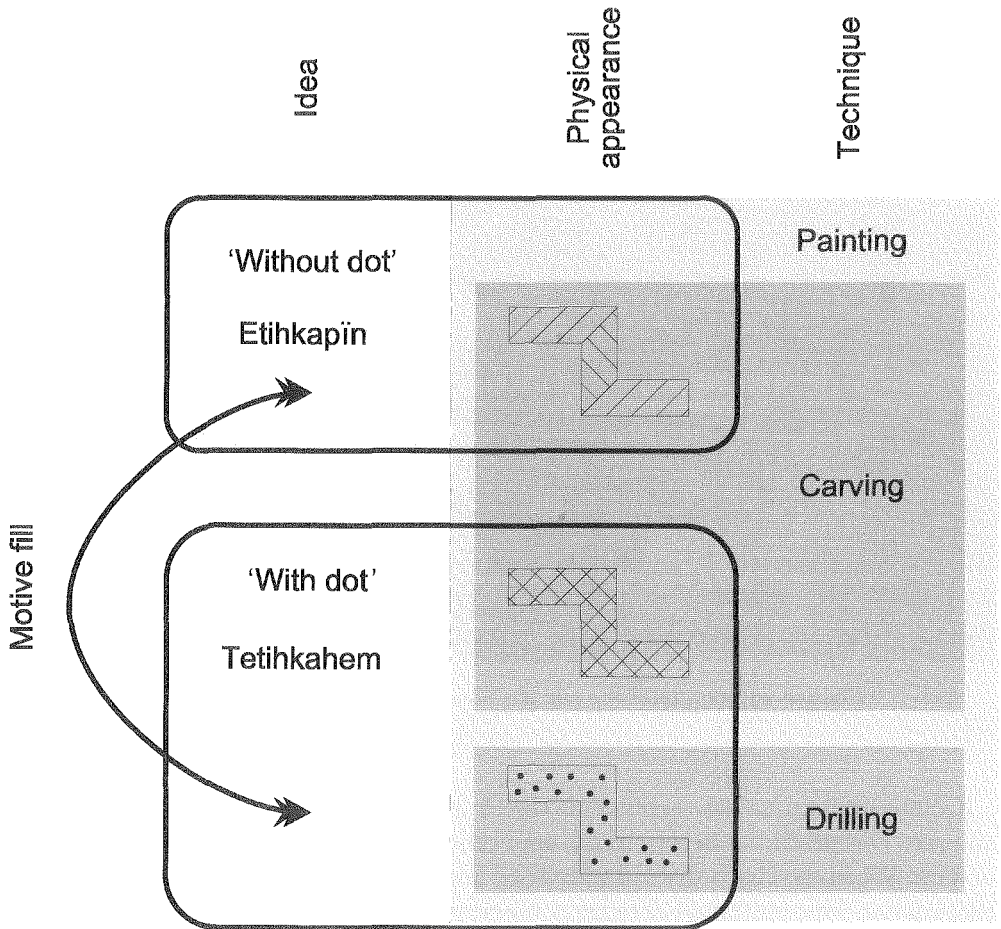 Idea
Physical
appearance
Technique
Motive fill
'Without dot'
Etihkapïn
'With dot'
Tetihkahem
Painting
Carving
Drilling